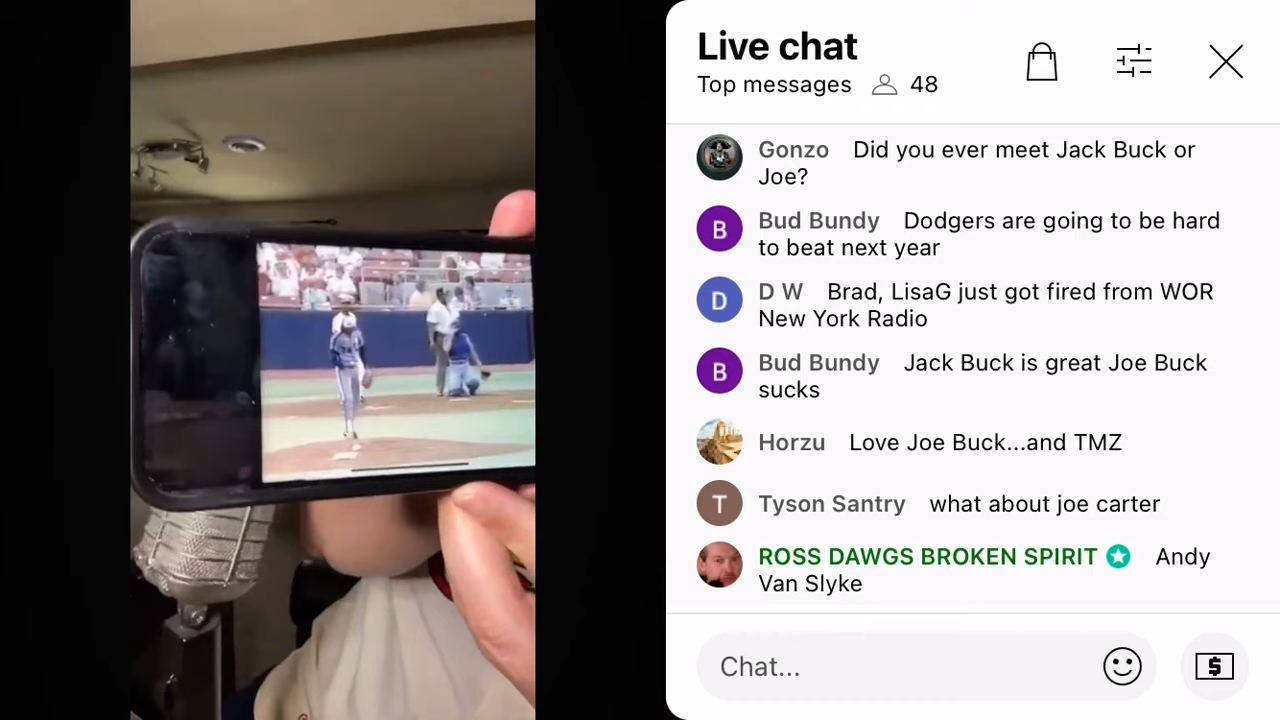 Live chat
Top messages 48
Gonzo Did you ever meet Jack Buck or
Joe?
B Bud Bundy Dodgers are going to be hard
to beat next year
D D W Brad, LisaG just got fired from WOR
New York Radio
B Bud Bundy Jack Buck is great Joe Buck
sucks
Horzu Love Joe Buck...and TMZ
T Tyson Santry what about joe carter
ROSS DAWGS BROKEN SPIRIT Andy
Van Slyke
Chat...
$